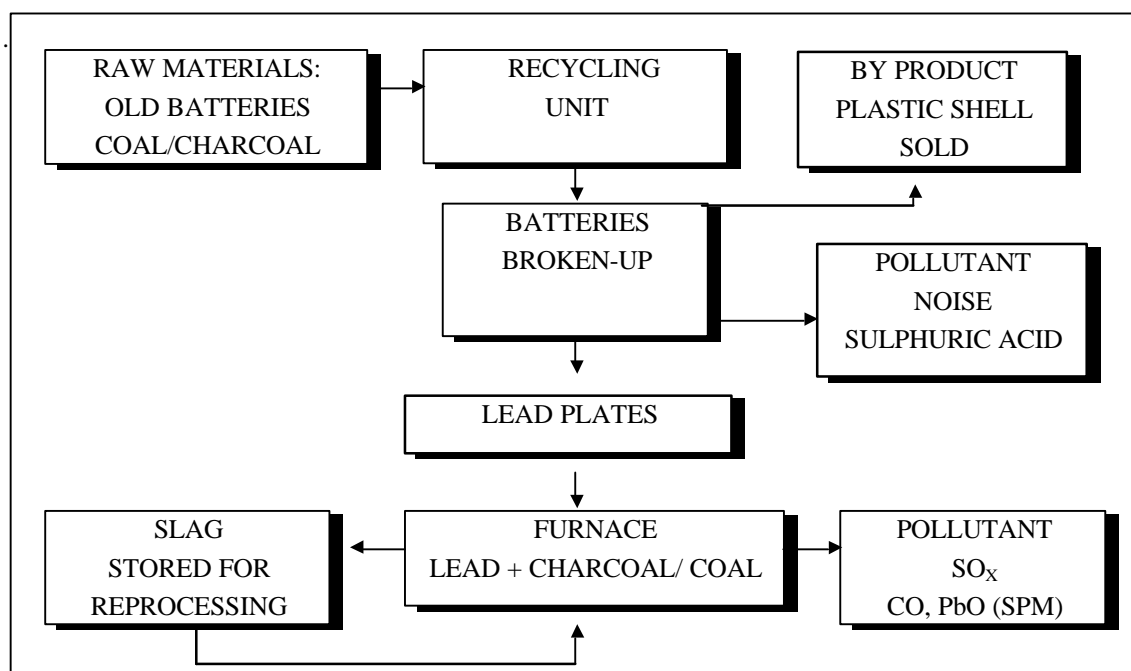 RAW MATERIALS:
OLD BATTERIES
COAL/CHARCOAL
RECYCLING
UNIT
BY PRODUCT
PLASTIC SHELL
SOLD
BATTERIES
BROKEN-UP
POLLUTANT
NOISE
SULPHURIC ACID
LEAD PLATES
SLAG
STORED FOR
REPROCESSING
FURNACE
LEAD + CHARCOAL/ COAL
POLLUTANT
SOX
CO, PbO (SPM)